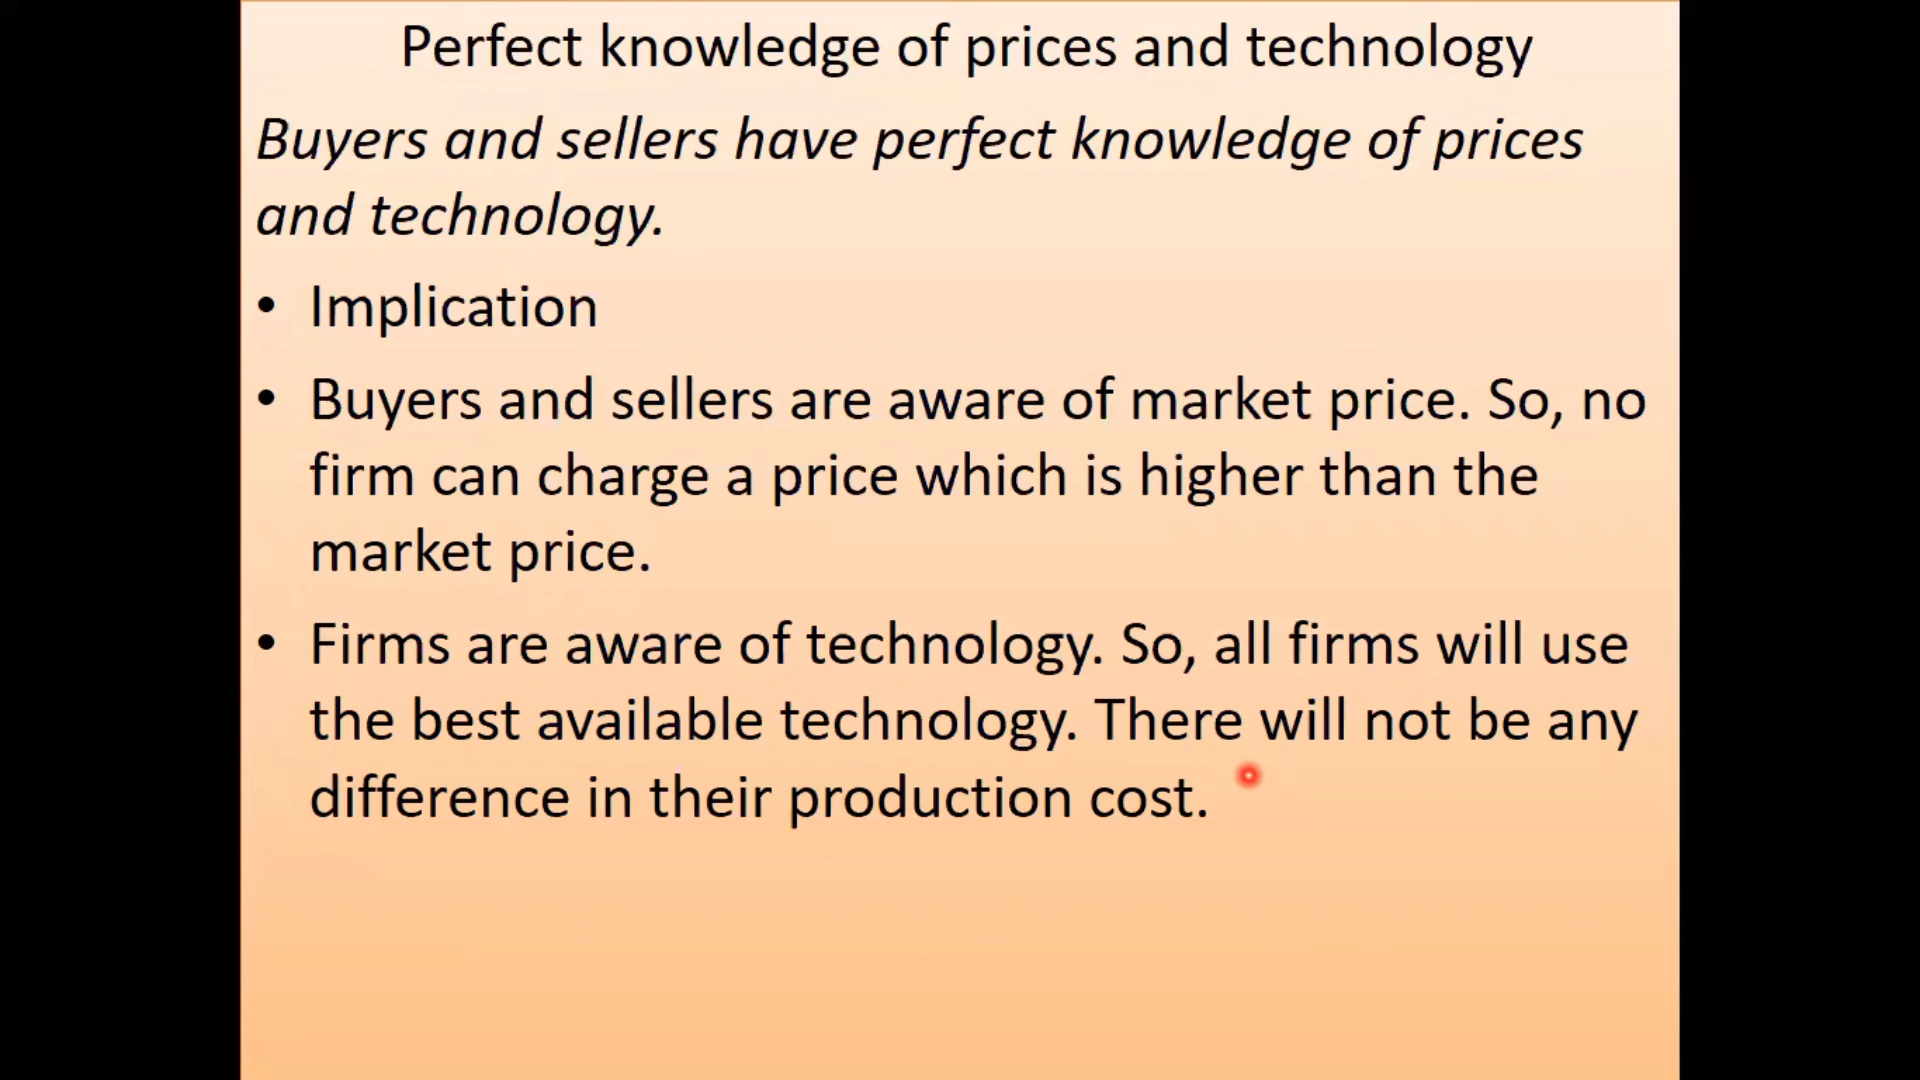 Perfect knowledge of prices and technology
Buyers and sellers have perfect knowledge of prices
and technology.
• Implication
• Buyers and sellers are aware of market price. So, no
firm can charge a price which is higher than the
market price.
• Firms are aware of technology. So, all firms will use
the best available technology. There will not be any
difference in their production cost.